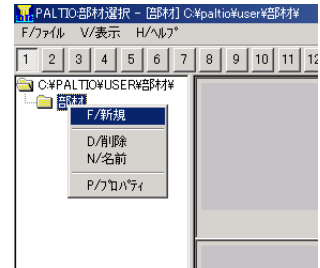 PALTIO:部材選択 - [部材] C:¥paltio¥user¥部材¥
F/ファイル V/表示 H/ヘルプ
1 2 3 4 5 6 7 8 9 10 11 12
C:¥PALTIO¥USER¥部材¥
部材
F/新規
D/削除
N/名前
P/プロパティ